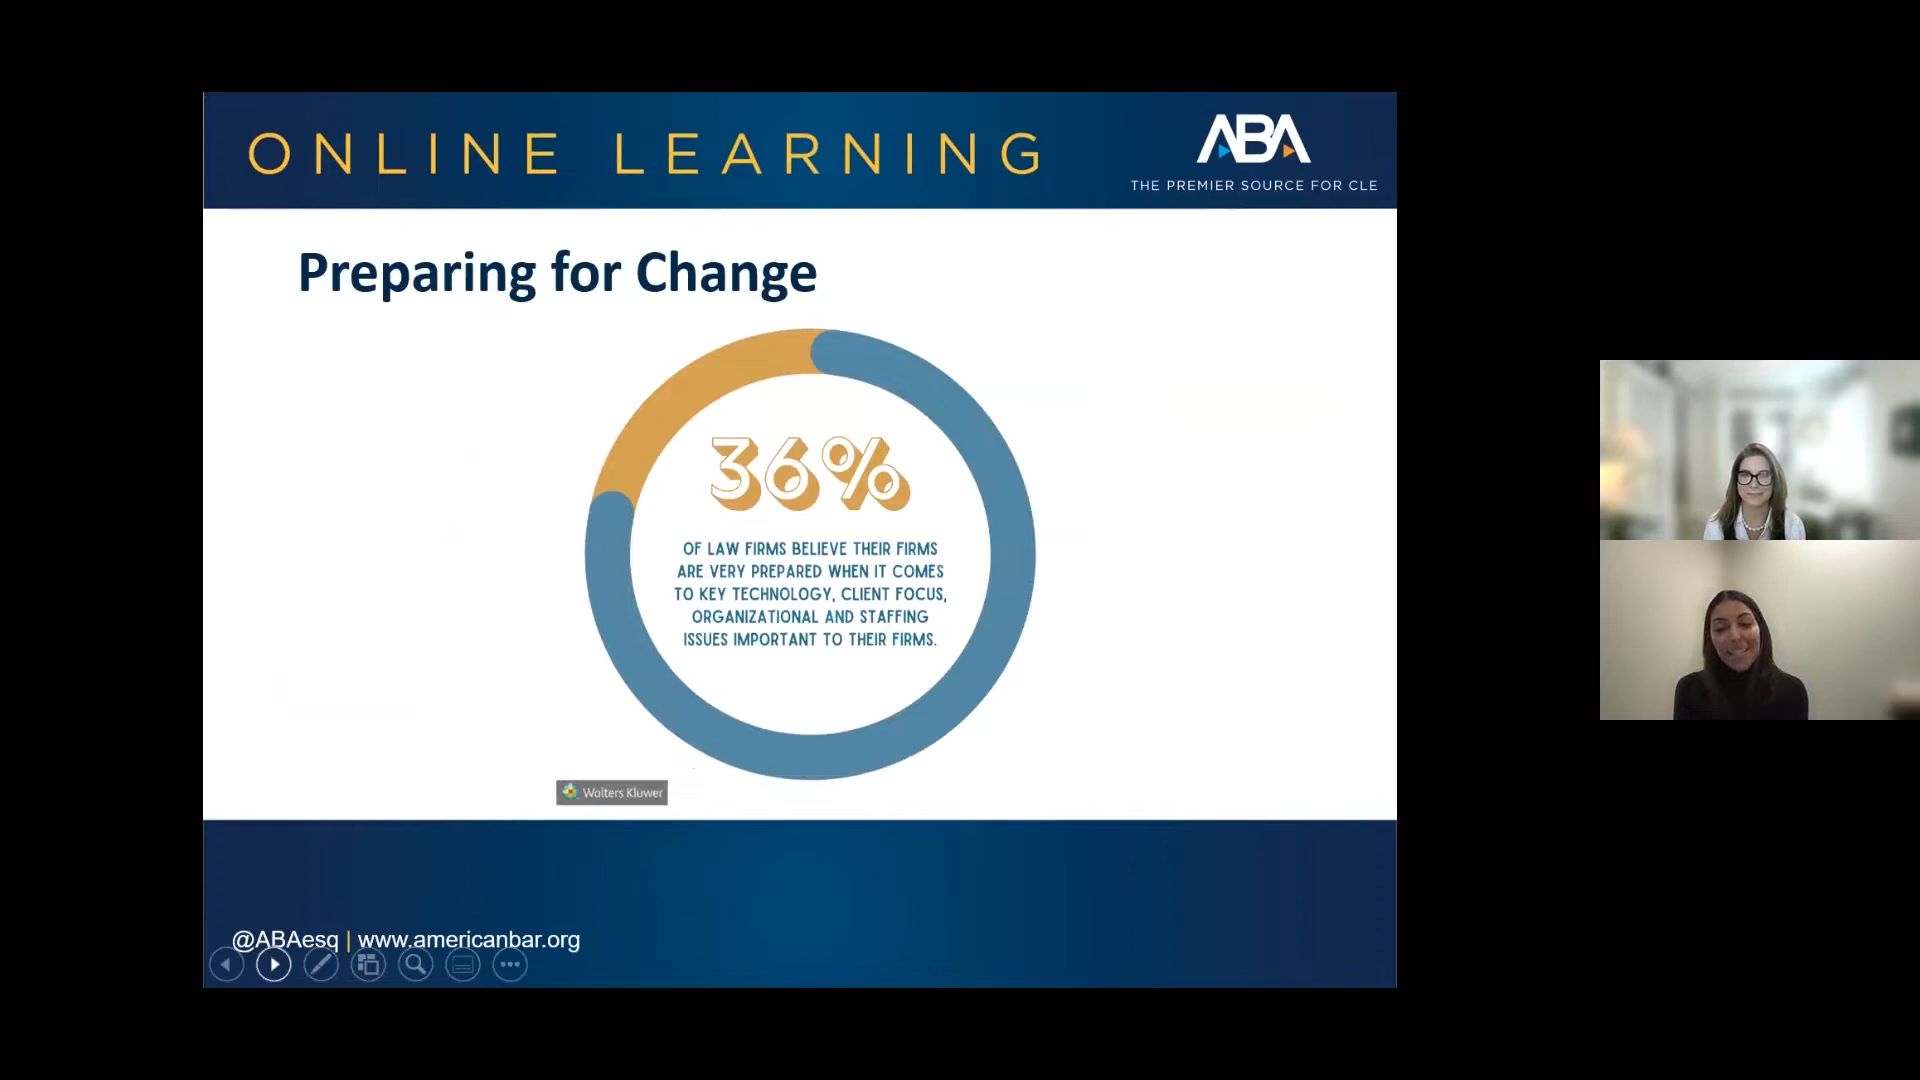 ONLINE LEARNING
ABA
THE PREMIER SOURCE FOR CLE
Preparing for Change
36%
OF LAW FIRMS BELIEVE THEIR FIRMS
ARE VERY PREPARED WHEN IT COMES
TO KEY TECHNOLOGY, CLIENT FOCUS,
ORGANIZATIONAL AND STAFFING
ISSUES IMPORTANT TO THEIR FIRMS.
Wolters Kluwer
@ABAesq | www.americanbar.org